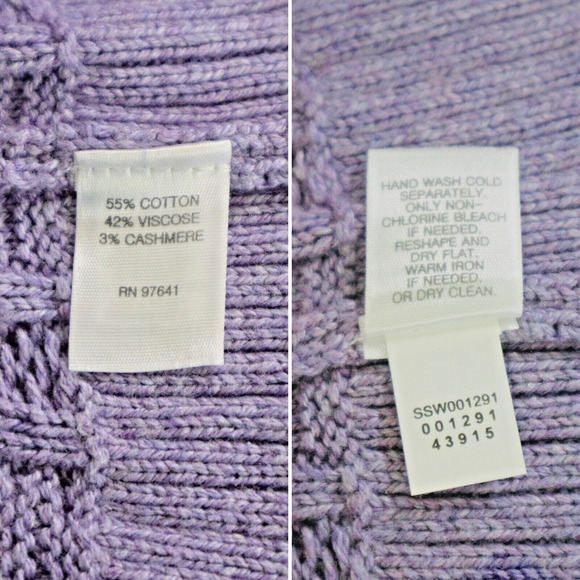 55% COTTON
42% VISCOSE
3% CASHMERE
RN 97641
HAND WASH COLD
SEPARATELY.
ONLY NON-
CHLORINE BLEACH
IF NEEDED.
RESHAPE AND
DRY FLAT,
WARM IRON
IF NEEDED.
OR DRY CLEAN.
SSW001291
001291
43915